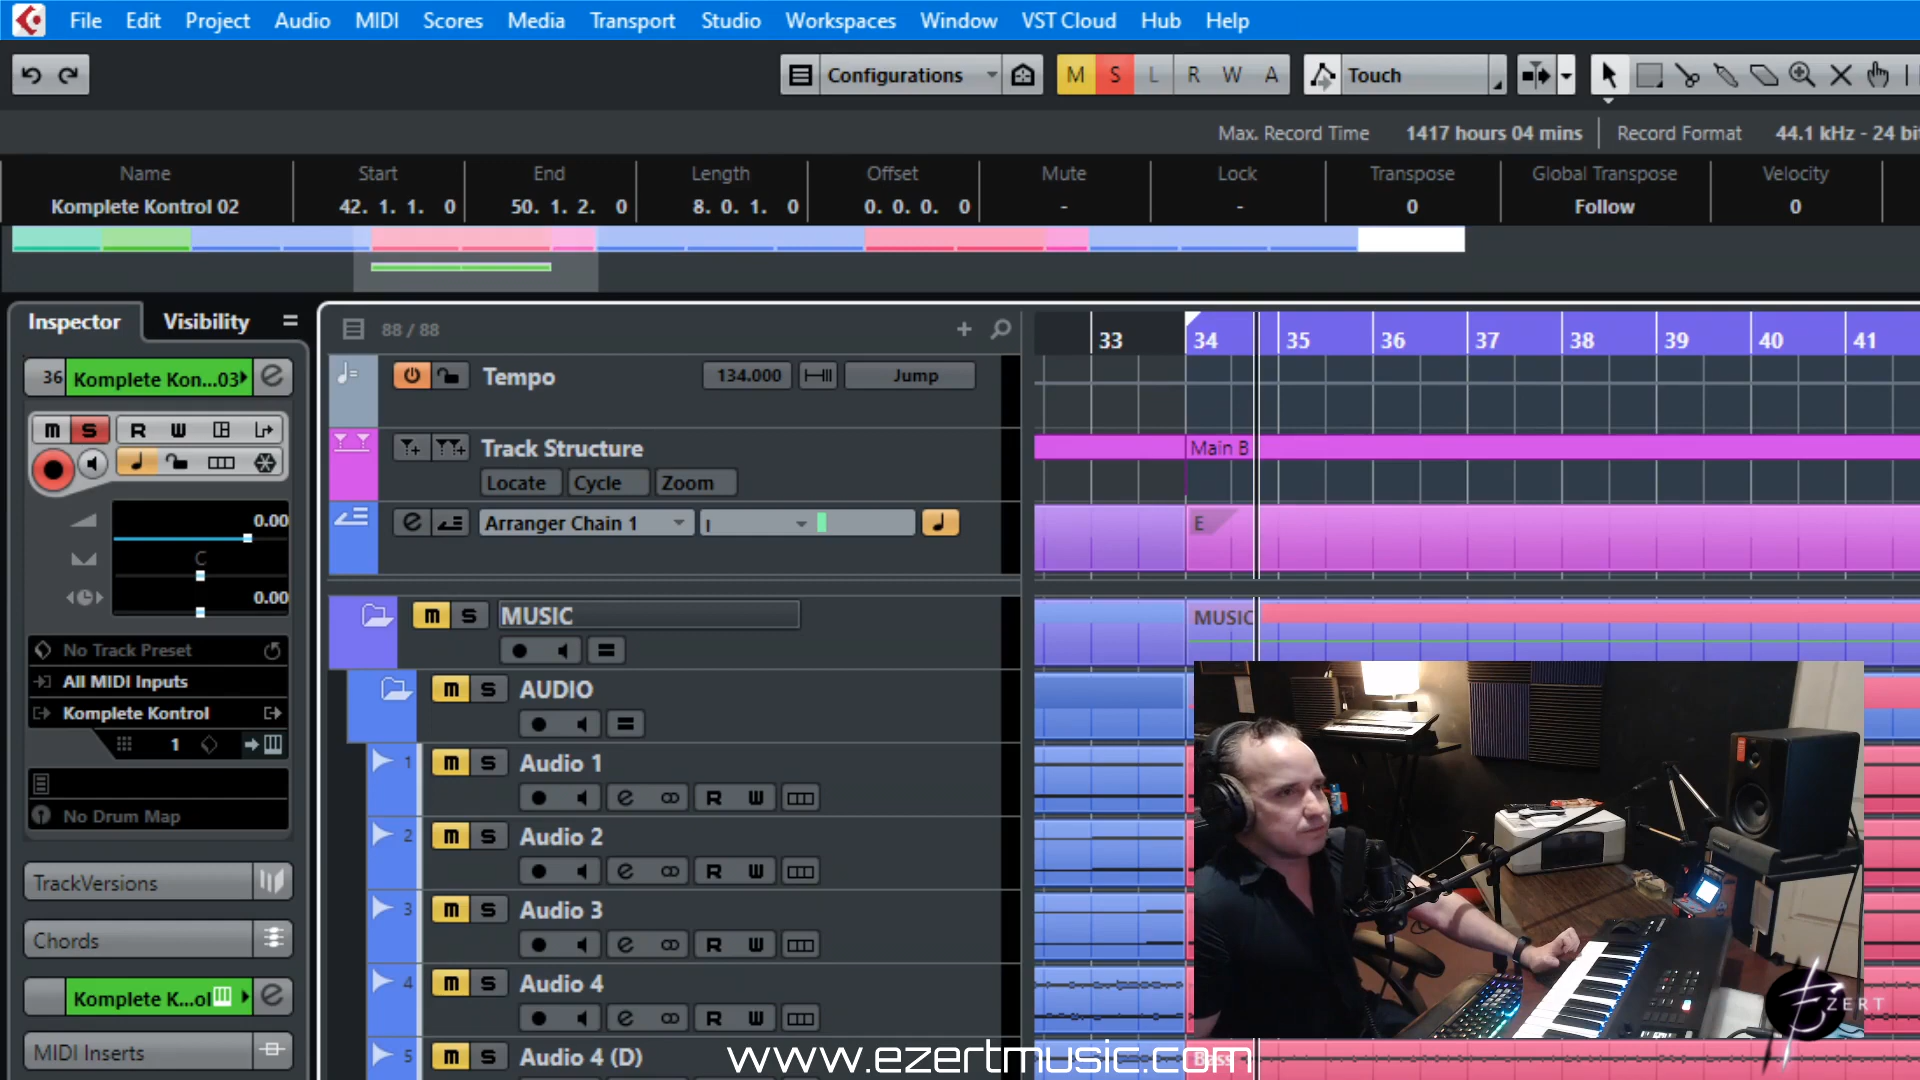 File Edit Project Audio MIDI Scores Media Transport Studio Workspaces Window VST Cloud Hub Help
Configurations M S L R W A Touch
Max. Record Time 1417 hours 04 mins Record Format 44.1 kHz - 24 bit
Name Start End Length Offset Mute Lock Transpose Global Transpose Velocity
Komplete Kontrol 02 42. 1. 1. 0 50. 1. 2. 0 8. 0. 1. 0 0. 0. 0. 0 - - 0 Follow 0
Inspector Visibility
88 / 88
33 34 35 36 37 38 39 40 41
36 Komplete Kon...03
Tempo 134.000 Jump
m S R W
Track Structure Main B
Locate Cycle Zoom
0.00
Arranger Chain 1 I E
C
0.00
m S MUSIC MUSIC
No Track Preset
All MIDI Inputs
m S AUDIO
Komplete Kontrol
1
m S Audio 1
1
R W
No Drum Map
m S Audio 2
2
R W
TrackVersions
m S Audio 3
3
R W
Chords
m S Audio 4
4
Komplete K...ol
R W
EZERT
MIDI Inserts
m S Audio 4 (D)
5
www.ezertmusic.com
Bass